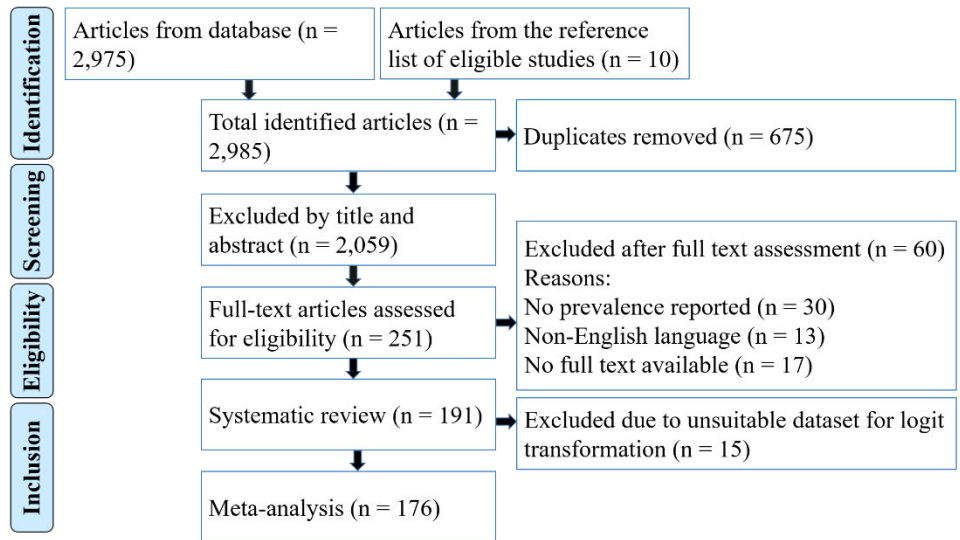 Identification
Articles from database (n =
2,975)
Articles from the reference
list of eligible studies (n = 10)
Total identified articles (n =
2,985)
Duplicates removed (n = 675)
Screening
Excluded by title and
abstract (n = 2,059)
Eligibility
Full-text articles assessed
for eligibility (n = 251)
Excluded after full text assessment (n = 60)
Reasons:
No prevalence reported (n = 30)
Non-English language (n = 13)
No full text available (n = 17)
Inclusion
Systematic review (n = 191)
Excluded due to unsuitable dataset for logit
transformation (n = 15)
Meta-analysis (n = 176)